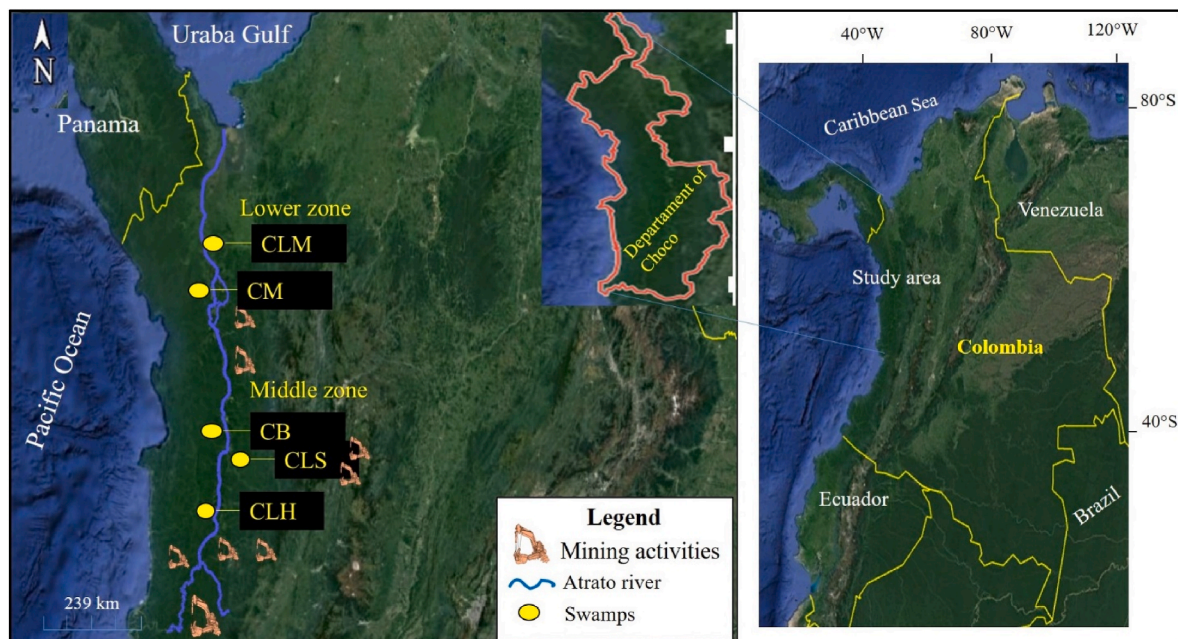 N
Uraba Gulf
Panama
Lower zone
CLM
CM
Pacific Ocean
Middle zone
CB
CLS
CLH
239 km
Legend
Mining activities
Atrato river
Swamps
Departament of
Choco
40°W
80°W
120°W
80°S
40°S
Caribbean Sea
Venezuela
Study area
Colombia
Ecuador
Brazil